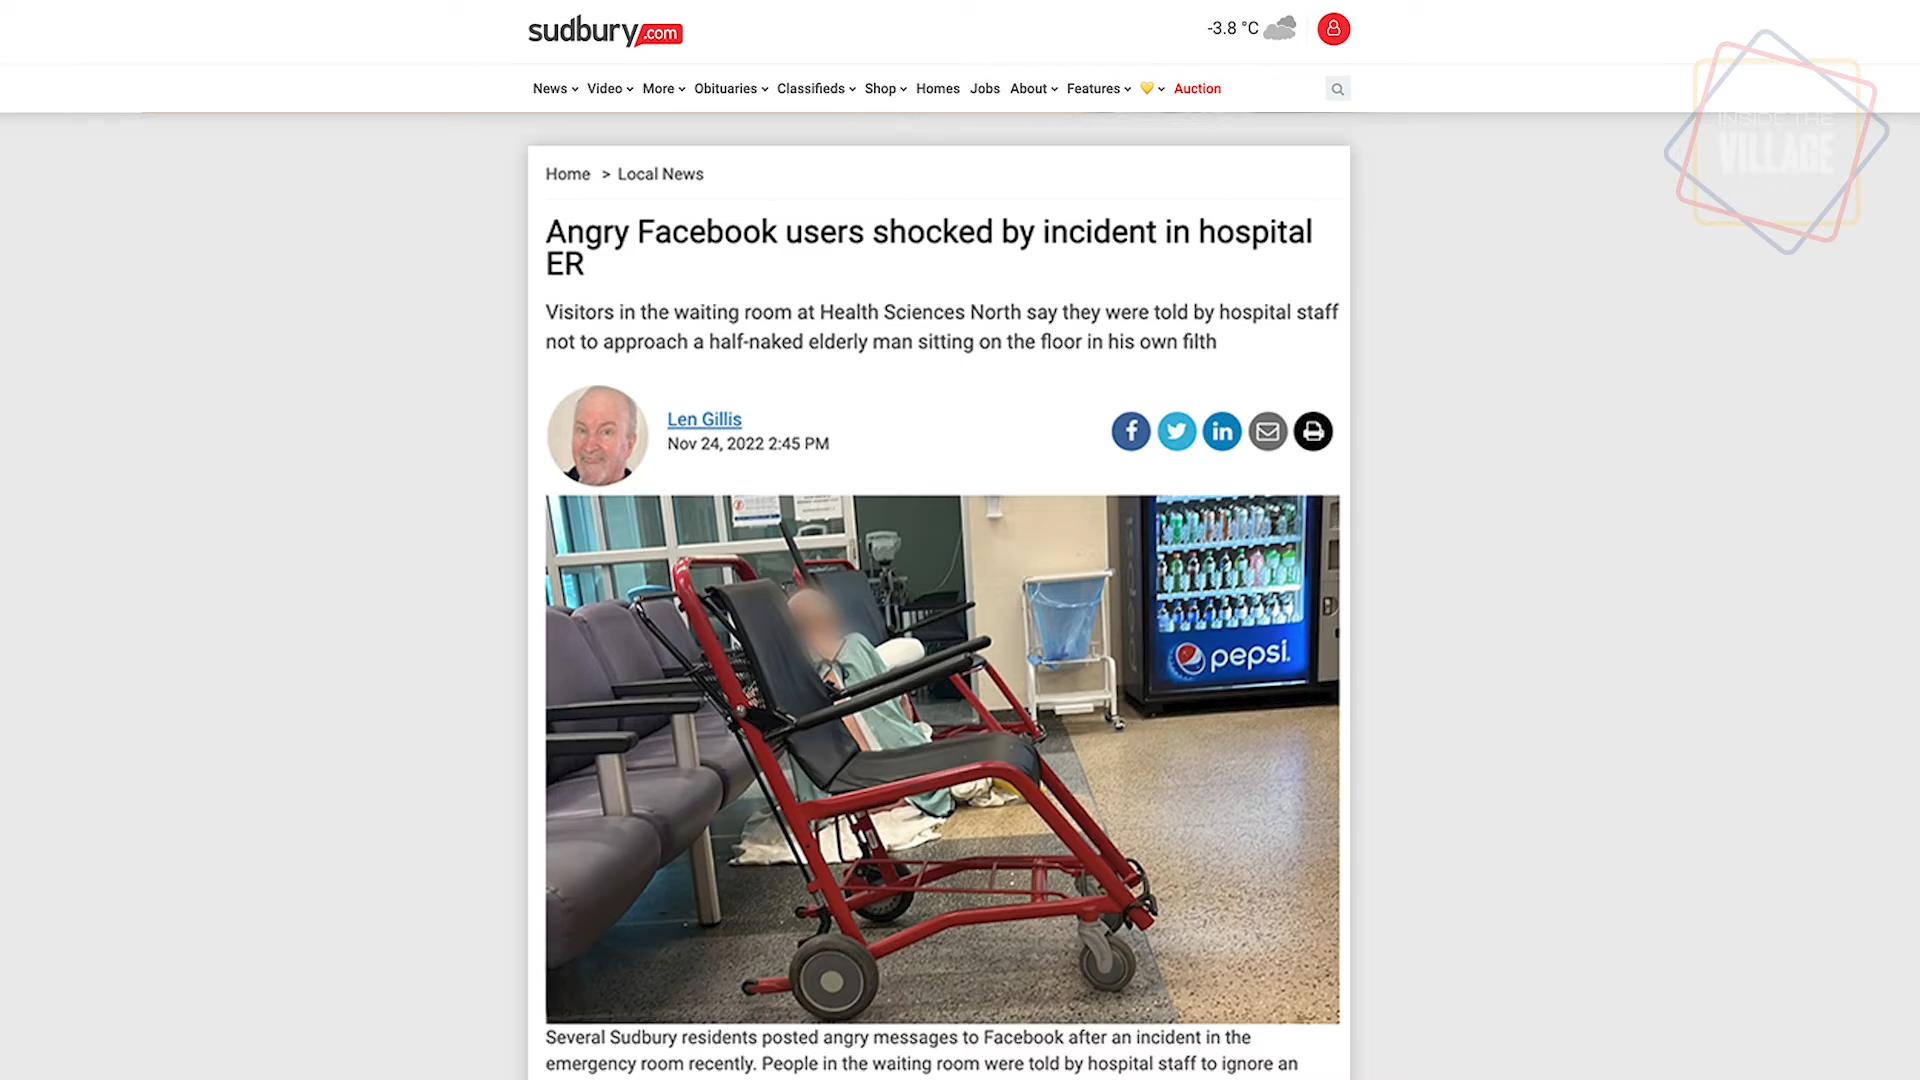 sudbury.com
-3.8 °C
News Video More Obituaries Classifieds Shop Homes Jobs About Features Auction
INSIDE THE
VILLAGE
Home > Local News
Angry Facebook users shocked by incident in hospital
ER
Visitors in the waiting room at Health Sciences North say they were told by hospital staff
not to approach a half-naked elderly man sitting on the floor in his own filth
Len Gillis
Nov 24, 2022 2:45 PM
pepsi
Several Sudbury residents posted angry messages to Facebook after an incident in the
emergency room recently. People in the waiting room were told by hospital staff to ignore an